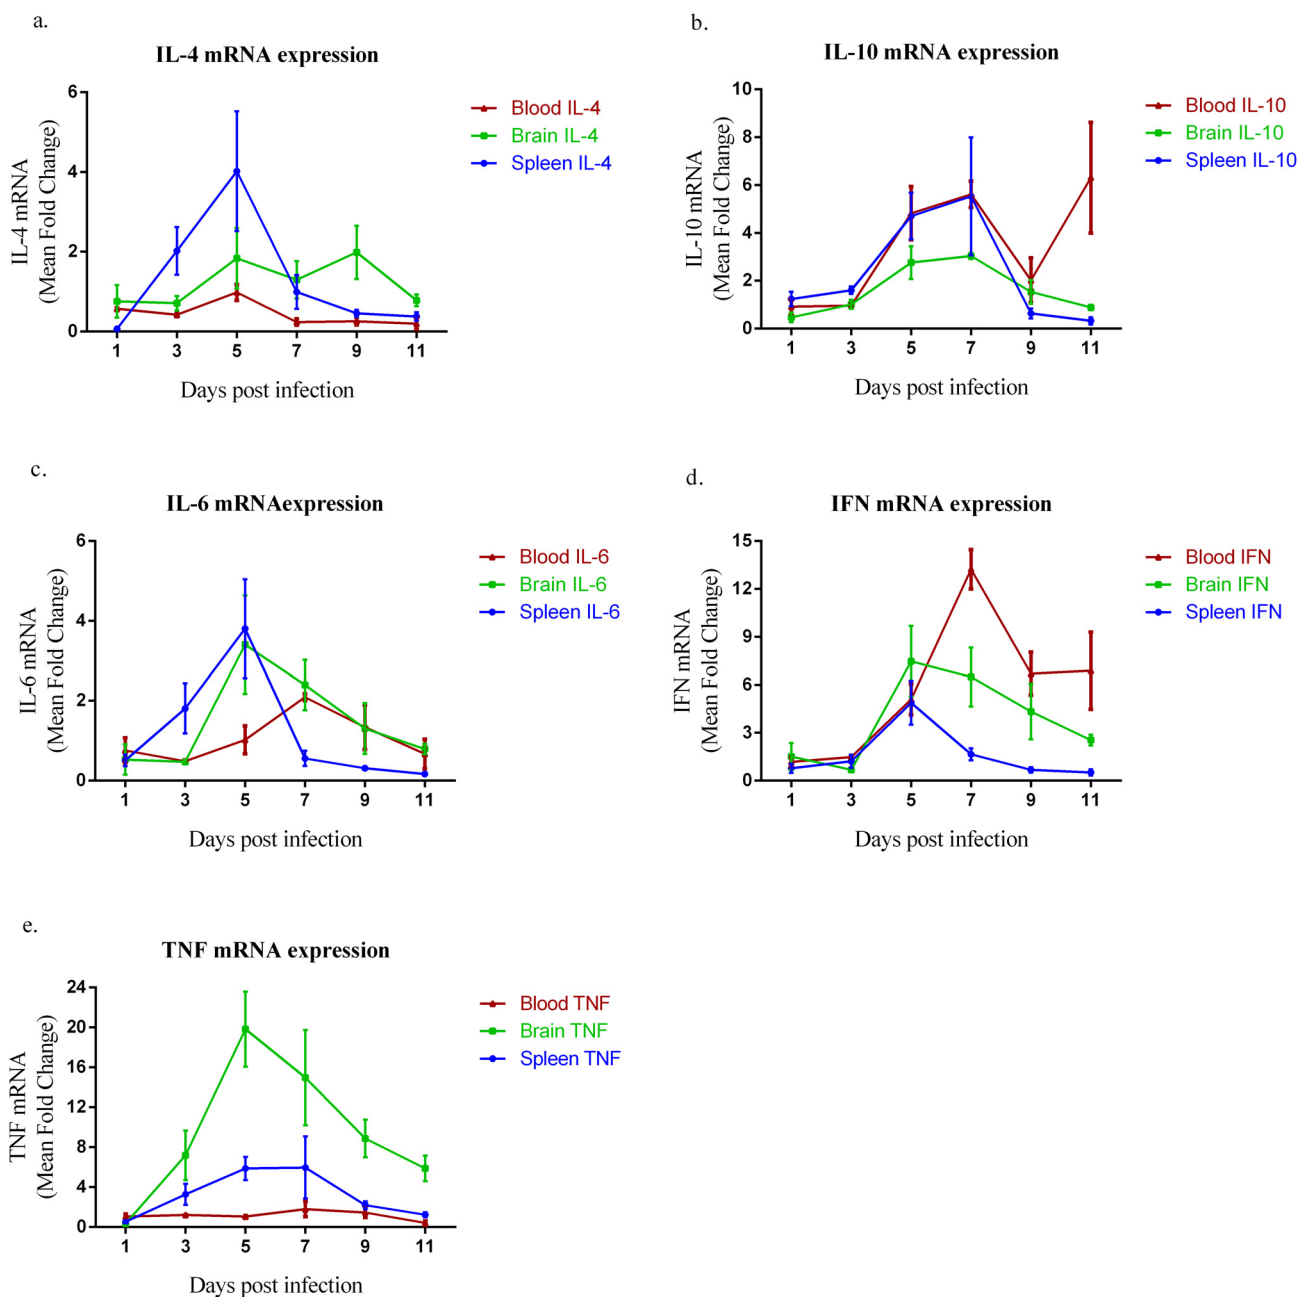 a.
IL-4 mRNA expression
6
4
2
0
IL-4 mRNA
(Mean Fold Change)
1 3 5 7 9 11
Days post infection
Blood IL-4
Brain IL-4
Spleen IL-4
b.
IL-10 mRNA expression
10
8
6
4
2
0
IL-10 mRNA
(Mean Fold Change)
1 3 5 7 9 11
Days post infection
Blood IL-10
Brain IL-10
Spleen IL-10
c.
IL-6 mRNAexpression
6
4
2
0
IL-6 mRNA
(Mean Fold Change)
1 3 5 7 9 11
Days post infection
Blood IL-6
Brain IL-6
Spleen IL-6
d.
IFN mRNA expression
15
12
9
6
3
0
IFN mRNA
(Mean Fold Change)
1 3 5 7 9 11
Days post infection
Blood IFN
Brain IFN
Spleen IFN
e.
TNF mRNA expression
24
20
16
12
8
4
0
TNF mRNA
(Mean Fold Change)
1 3 5 7 9 11
Days post infection
Blood TNF
Brain TNF
Spleen TNF